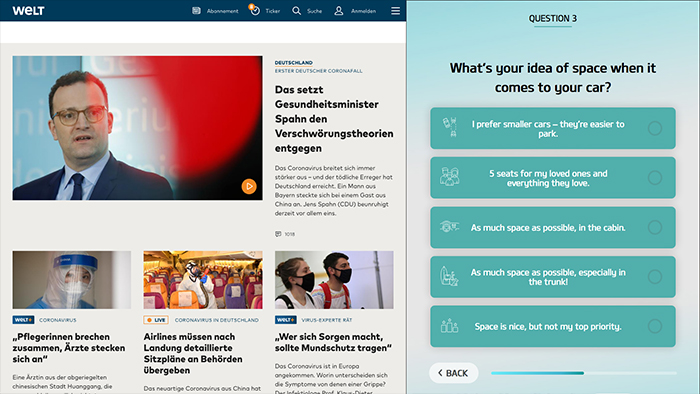 WELT
Abonnement
Ticker
Suche
Anmelden
DEUTSCHLAND
ERSTER DEUTSCHER CORONAFALL
Das setzt
Gesundheitsminister
Spahn den
Verschwörungstheorien
entgegen
Das Coronavirus breitet sich immer
stärker aus – und der tödliche Erreger hat
Deutschland erreicht. Ein Mann aus
Bayern steckte sich bei einem Gast aus
China an. Jens Spahn (CDU) beunruhigt
derzeit vor allem eins.
1018
WELT+ CORONAVIRUS
„Pflegerinnen brechen
zusammen, Ärzte stecken
sich an“
Eine Ärztin aus der abgeriegelten
chinesischen Stadt Huanggang, die
LIVE CORONAVIRUS IN DEUTSCHLAND
Airlines müssen nach
Landung detaillierte
Sitzpläne an Behörden
übergeben
Das neuartige Coronavirus aus China hat
WELT+ VIRUS-EXPERTE RÄT
„Wer sich Sorgen macht,
sollte Mundschutz tragen“
Das Coronavirus ist in Europa
angekommen. Worin unterscheiden sich
die Symptome von denen einer Grippe?
Der Infektiologe Prof. Klaus-Dieter
QUESTION 3
What's your idea of space when it
comes to your car?
I prefer smaller cars – they're easier to
park.
5 seats for my loved ones and
everything they love.
As much space as possible, in the cabin.
As much space as possible, especially in
the trunk!
Space is nice, but not my top priority.
BACK